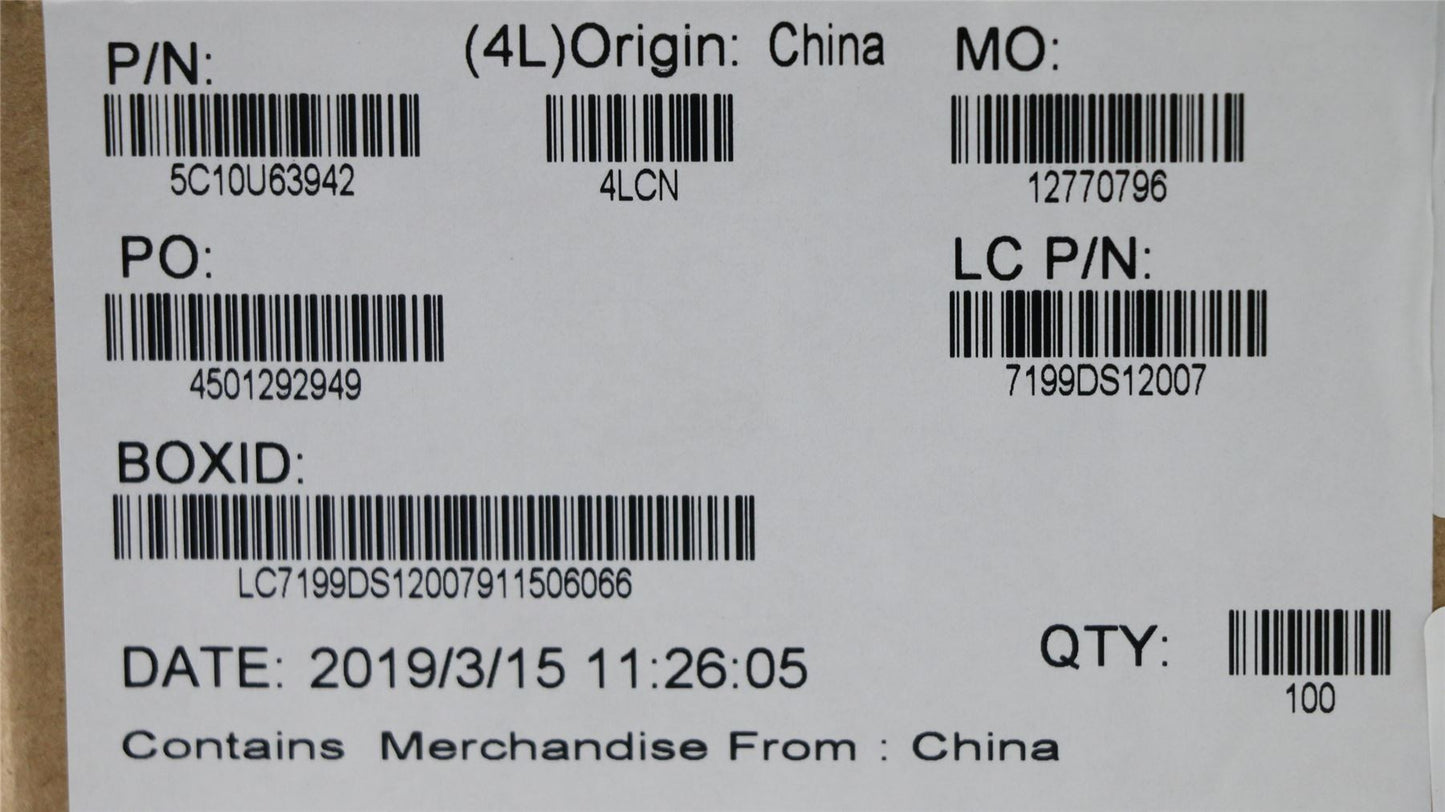 P/N: (4L)Origin: China MO:
5C10U63942 4LCN 12770796
PO: LC P/N:
4501292949 7199DS12007
BOXID:
LC7199DS12007911506066
DATE: 2019/3/15 11:26:05 QTY:
100
Contains Merchandise From : China